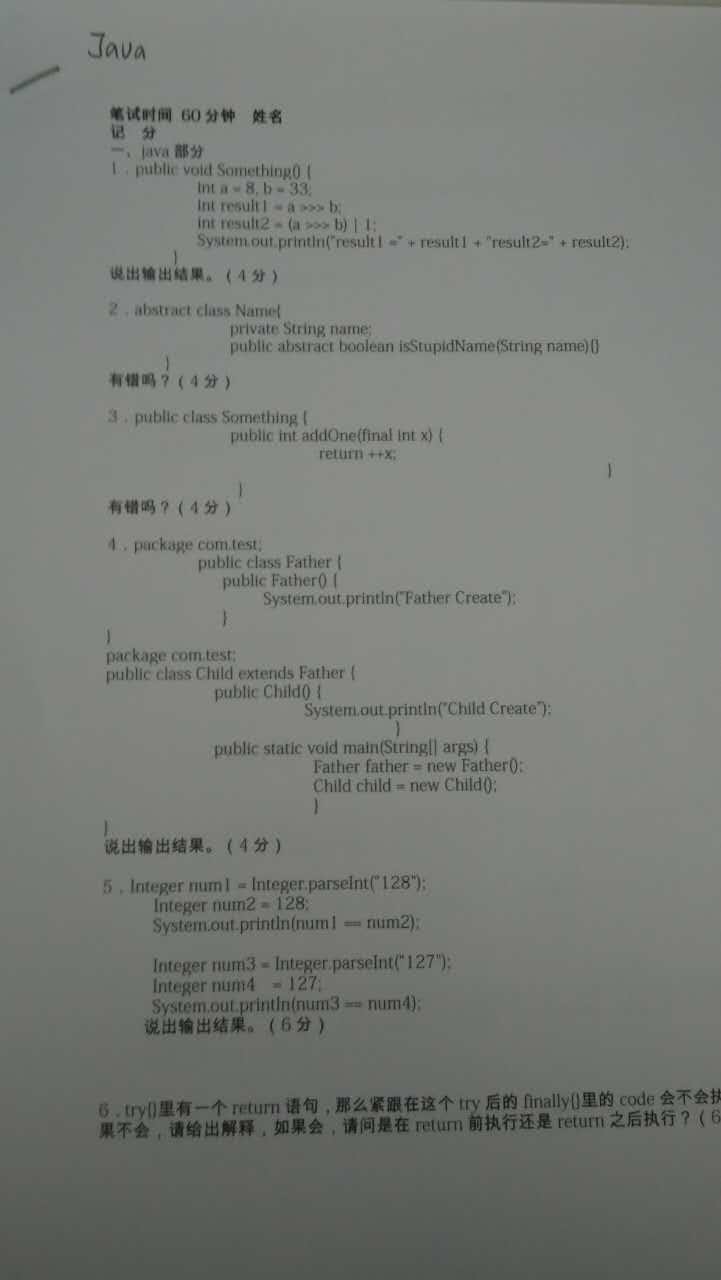 Java
笔试时间 60 分钟 姓名
记 分
一、java 部分
1．public void Something() {
int a = 8, b = 33;
int result1 = a >>> b;
int result2 = (a >>> b) | 1;
System.out.println("result1 =" + result1 + "result2=" + result2);
}
说出输出结果。（4 分）
2．abstract class Name{
private String name;
public abstract boolean isStupidName(String name){}
}
有错吗？（4 分）
3．public class Something {
public int addOne(final int x) {
return ++x;
}
}
有错吗？（4 分）
4．package com.test;
public class Father {
public Father() {
System.out.println("Father Create");
}
}
package com.test;
public class Child extends Father {
public Child() {
System.out.println("Child Create");
}
public static void main(String[] args) {
Father father = new Father();
Child child = new Child();
}
}
说出输出结果。（4 分）
5．Integer num1 = Integer.parseInt("128");
Integer num2 = 128;
System.out.println(num1 == num2);
Integer num3 = Integer.parseInt("127");
Integer num4 = 127;
System.out.println(num3 == num4);
说出输出结果。（6 分）
6．try{}里有一个 return 语句，那么紧跟在这个 try 后的 finally{}里的 code 会不会执
果不会，请给出解释，如果会，请问是在 return 前执行还是 return 之后执行？（6